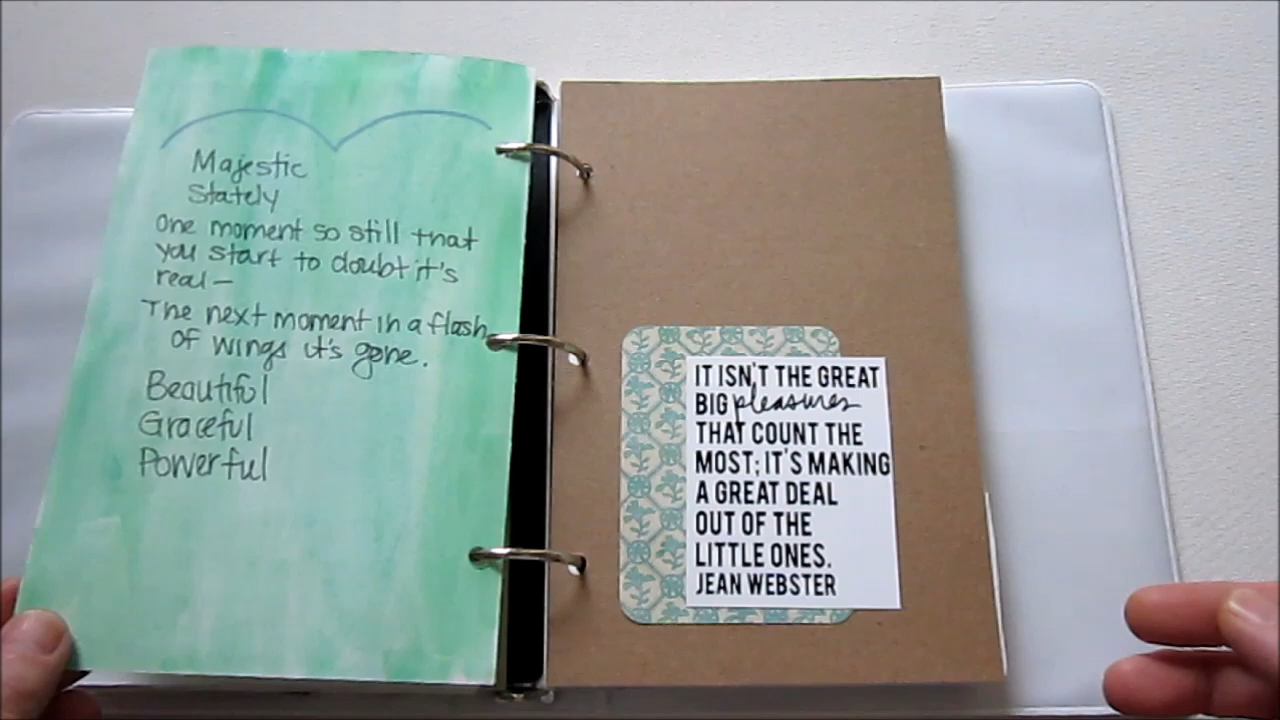 Majestic
Stately
One moment so still that
you start to doubt it's
real—
The next moment in a flash
of wings it's gone.
Beautiful
Graceful
Powerful
IT ISN'T THE GREAT
BIG pleasures
THAT COUNT THE
MOST; IT'S MAKING
A GREAT DEAL
OUT OF THE
LITTLE ONES.
JEAN WEBSTER